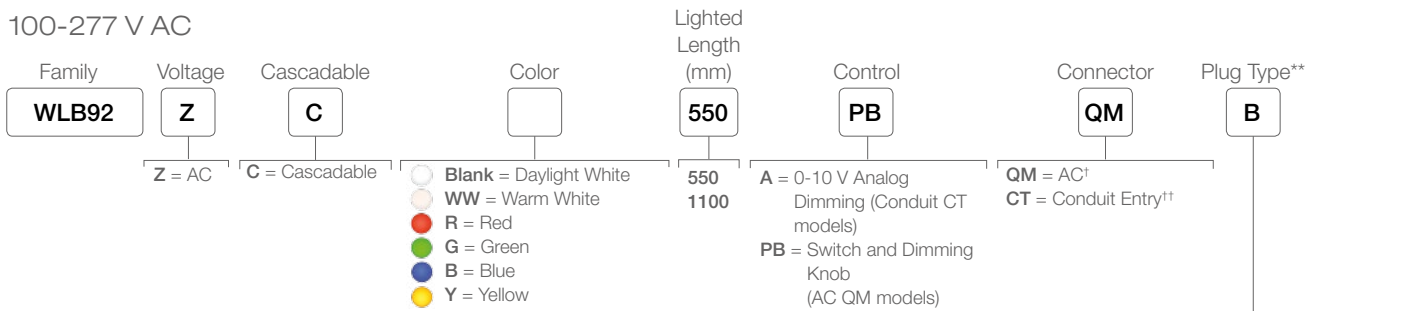 100-277 V AC
Family
Voltage
Cascadable
Color
Lighted
Length
(mm)
Control
Connector
Plug Type**
WLB92
Z
C
550
PB
QM
B
Z = AC
C = Cascadable
Blank = Daylight White
WW = Warm White
R = Red
G = Green
B = Blue
Y = Yellow
550
1100
A = 0-10 V Analog
Dimming (Conduit CT
models)
PB = Switch and Dimming
Knob
(AC QM models)
QM = AC†
CT = Conduit Entry††